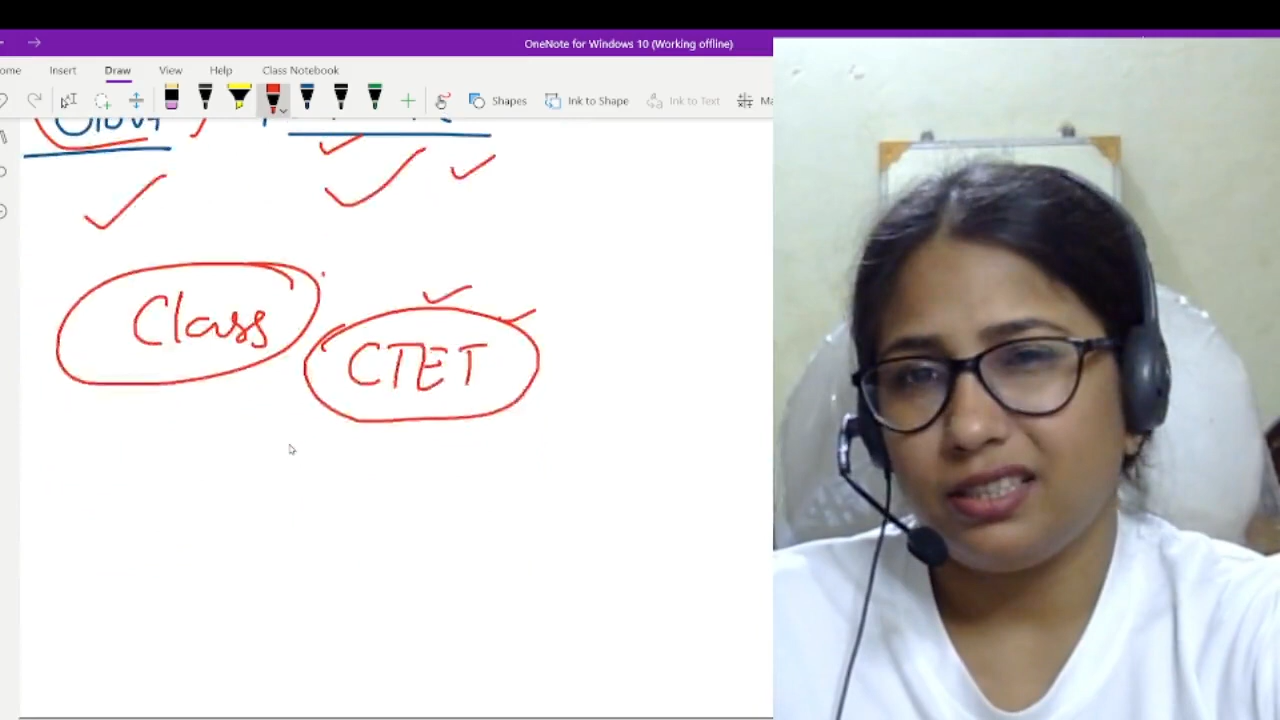 OneNote for Windows 10 (Working offline)
ome Insert Draw View Help Class Notebook
Shapes Ink to Shape Ink to Text Ma
Class
CTET